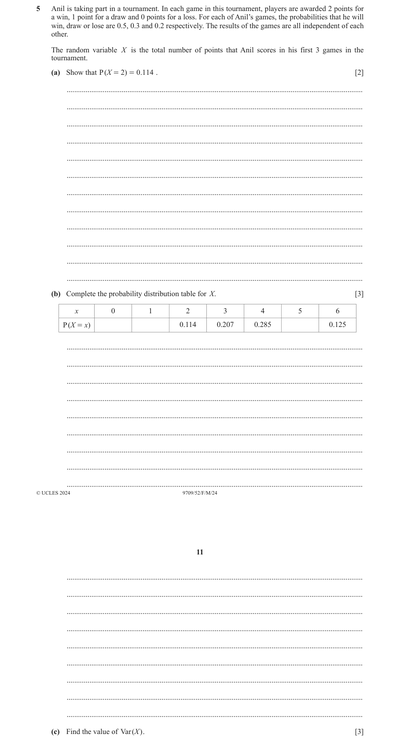 5 Anil is taking part in a tournament. In each game in this tournament, players are awarded 2 points for
a win, 1 point for a draw and 0 points for a loss. For each of Anil's games, the probabilities that he will
win, draw or lose are 0.5, 0.3 and 0.2 respectively. The results of the games are all independent of each
other.
The random variable X is the total number of points that Anil scores in his first 3 games in the
tournament.
(a) Show that P(X = 2) = 0.114 . [2]
(b) Complete the probability distribution table for X. [3]
x 0 1 2 3 4 5 6
P(X = x) 0.114 0.207 0.285 0.125
© UCLES 2024 9709/52/F/M/24
11
(c) Find the value of Var(X). [3]